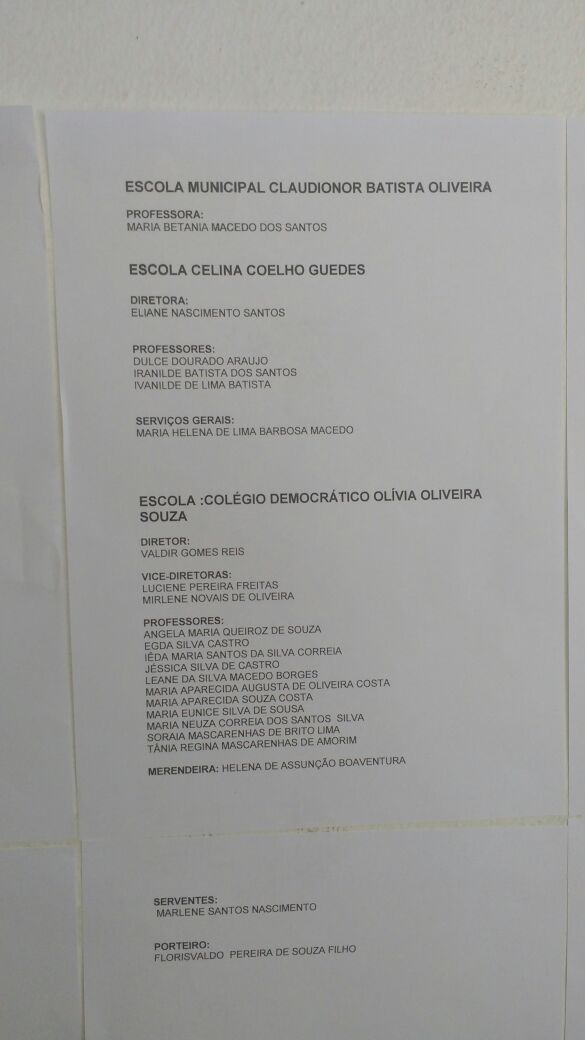 ESCOLA MUNICIPAL CLAUDIONOR BATISTA OLIVEIRA
PROFESSORA:
MARIA BETANIA MACEDO DOS SANTOS
ESCOLA CELINA COELHO GUEDES
DIRETORA:
ELIANE NASCIMENTO SANTOS
PROFESSORES:
DULCE DOURADO ARAUJO
IRANILDE BATISTA DOS SANTOS
IVANILDE DE LIMA BATISTA
SERVIÇOS GERAIS:
MARIA HELENA DE LIMA BARBOSA MACEDO
ESCOLA :COLÉGIO DEMOCRÁTICO OLÍVIA OLIVEIRA
SOUZA
DIRETOR:
VALDIR GOMES REIS
VICE-DIRETORAS:
LUCIENE PEREIRA FREITAS
MIRLENE NOVAIS DE OLIVEIRA
PROFESSORES:
ANGELA MARIA QUEIROZ DE SOUZA
EGDA SILVA CASTRO
IÊDA MARIA SANTOS DA SILVA CORREIA
JÉSSICA SILVA DE CASTRO
LEANE DA SILVA MACEDO BORGES
MARIA APARECIDA AUGUSTA DE OLIVEIRA COSTA
MARIA APARECIDA SOUZA COSTA
MARIA EUNICE SILVA DE SOUSA
MARIA NEUZA CORREIA DOS SANTOS SILVA
SORAIA MASCARENHAS DE BRITO LIMA
TÂNIA REGINA MASCARENHAS DE AMORIM
MERENDEIRA: HELENA DE ASSUNÇÃO BOAVENTURA
SERVENTES:
MARLENE SANTOS NASCIMENTO
PORTEIRO:
FLORISVALDO PEREIRA DE SOUZA FILHO